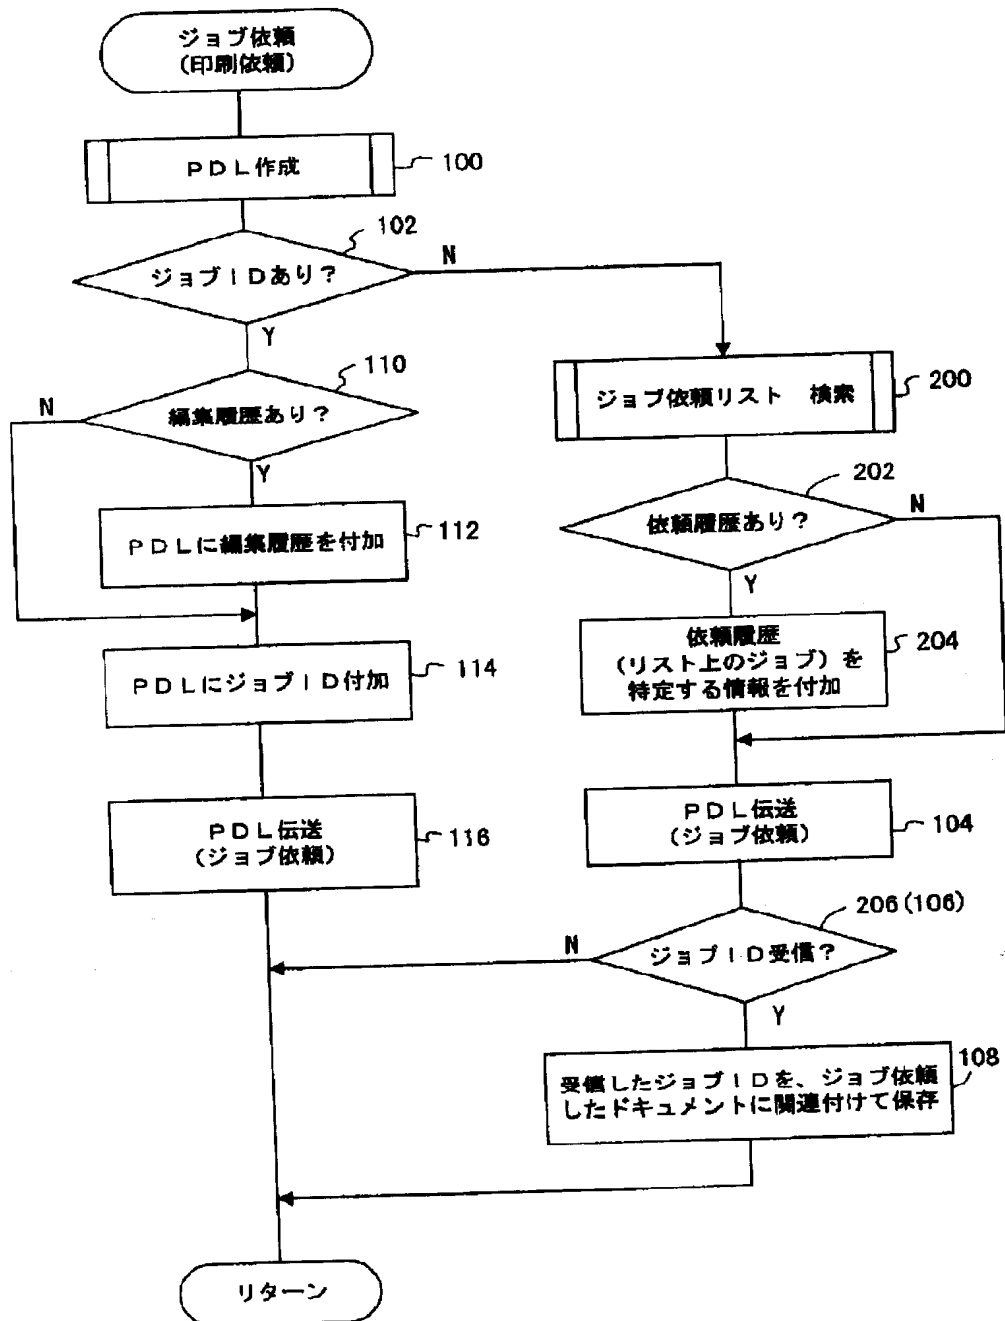 ジョブ依頼
(印刷依頼)
PDL作成
100
102
ジョブIDあり?
N
Y
110
編集履歴あり?
N
Y
PDLに編集履歴を付加
112
PDLにジョブID付加
114
PDL伝送
(ジョブ依頼)
116
ジョブ依頼リスト 検索
200
202
依頼履歴あり?
N
Y
依頼履歴
(リスト上のジョブ)を
特定する情報を付加
204
PDL伝送
(ジョブ依頼)
104
206(106)
ジョブID受信?
N
Y
108
受信したジョブIDを、ジョブ依頼
したドキュメントに関連付けて保存
リターン